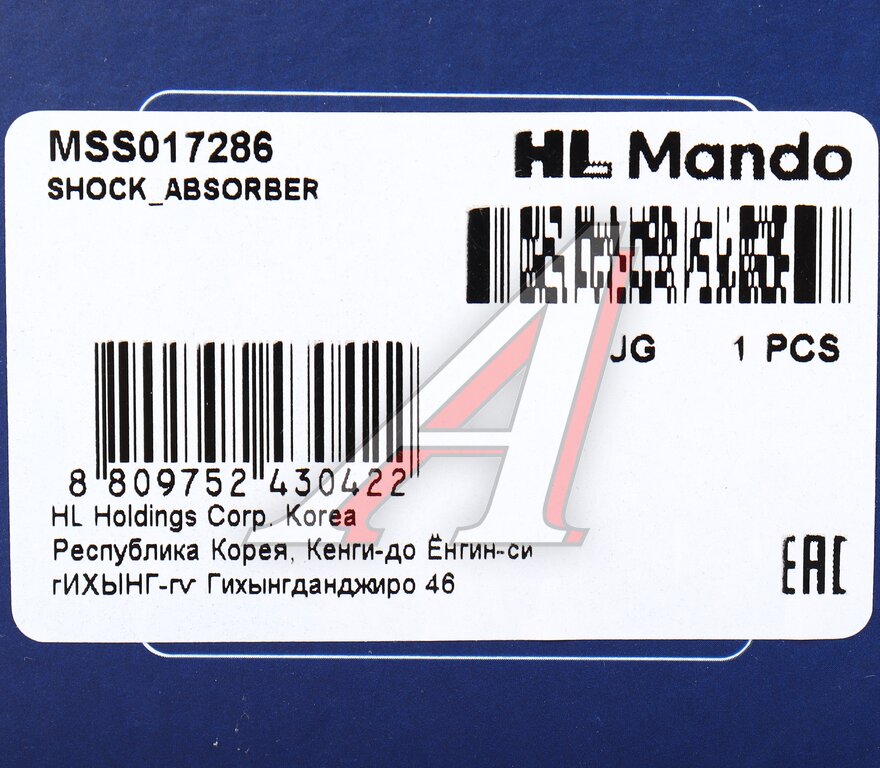 MSS017286
SHOCK_ABSORBER
HL Mando
JG 1 PCS
8 809752 430422
HL Holdings Corp. Korea
Республика Корея, Кенги-до Ёнгин-си
гИХЫНГ-гv Гихынгданджиро 46
EAC